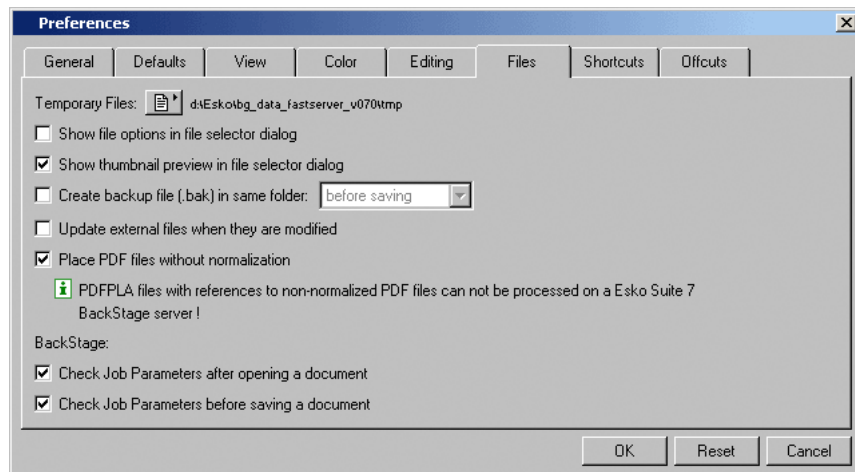 Preferences
General Defaults View Color Editing Files Shortcuts Offcuts
Temporary Files: d:\Esko\bg_data_fastserver_v070\tmp
Show file options in file selector dialog
Show thumbnail preview in file selector dialog
Create backup file (.bak) in same folder: before saving
Update external files when they are modified
Place PDF files without normalization
PDFPLA files with references to non-normalized PDF files can not be processed on a Esko Suite 7
BackStage server !
BackStage:
Check Job Parameters after opening a document
Check Job Parameters before saving a document
OK Reset Cancel